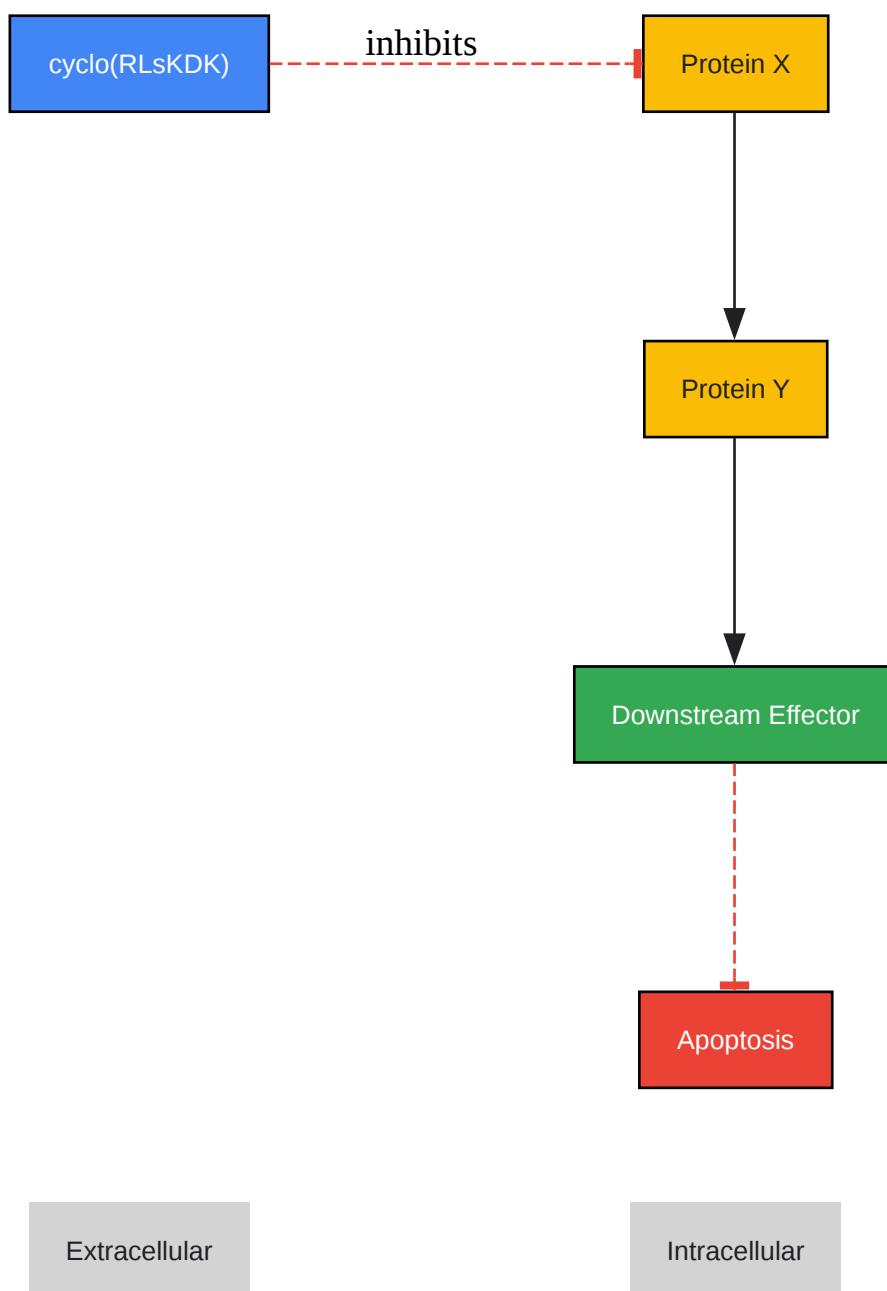 inhibits
cyclo(RLsKDK)
Protein X
Protein Y
Downstream Effector
Apoptosis
Extracellular
Intracellular